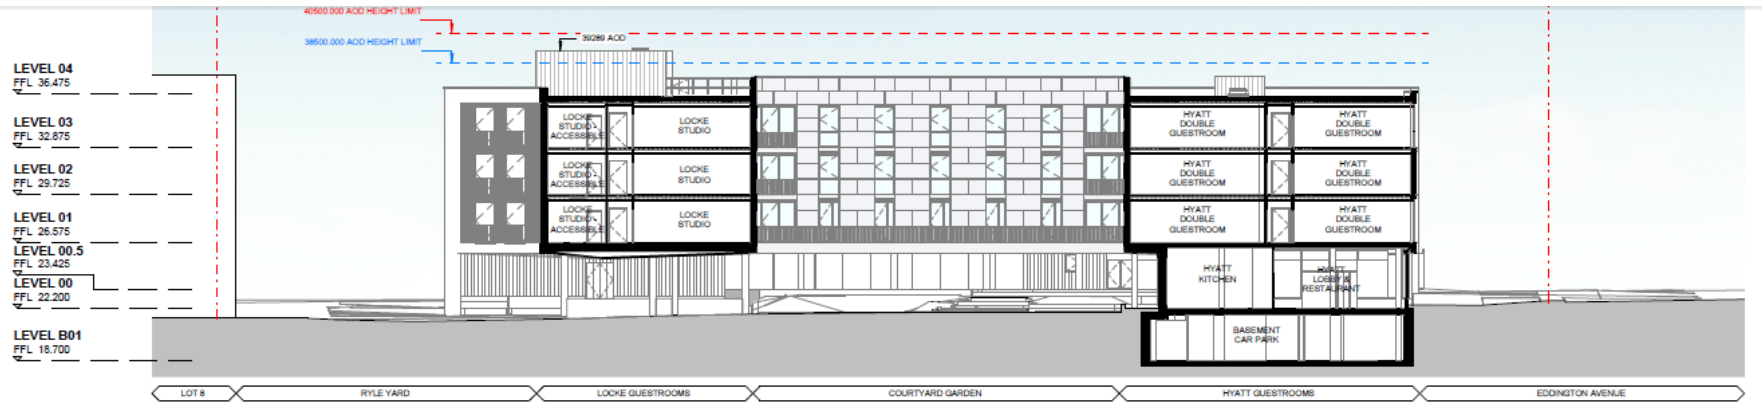 40500.000 AOD HEIGHT LIMIT
39289 AOD
38500.000 AOD HEIGHT LIMIT
LEVEL 04
FFL 36.475
LEVEL 03
FFL 32.875
LEVEL 02
FFL 29.725
LEVEL 01
FFL 26.575
LEVEL 00.5
FFL 23.425
LEVEL 00
FFL 22.200
LEVEL B01
FFL 18.700
LOCKE
STUDIO -
ACCESSIBLE
LOCKE
STUDIO
HYATT
DOUBLE
GUESTROOM
HYATT
DOUBLE
GUESTROOM
LOCKE
STUDIO -
ACCESSIBLE
LOCKE
STUDIO
HYATT
DOUBLE
GUESTROOM
HYATT
DOUBLE
GUESTROOM
LOCKE
STUDIO -
ACCESSIBLE
LOCKE
STUDIO
HYATT
DOUBLE
GUESTROOM
HYATT
DOUBLE
GUESTROOM
HYATT
KITCHEN
HYATT
LOBBY &
RESTAURANT
BASEMENT
CAR PARK
LOT 8
RYLE YARD
LOCKE GUESTROOMS
COURTYARD GARDEN
HYATT GUESTROOMS
EDDINGTON AVENUE